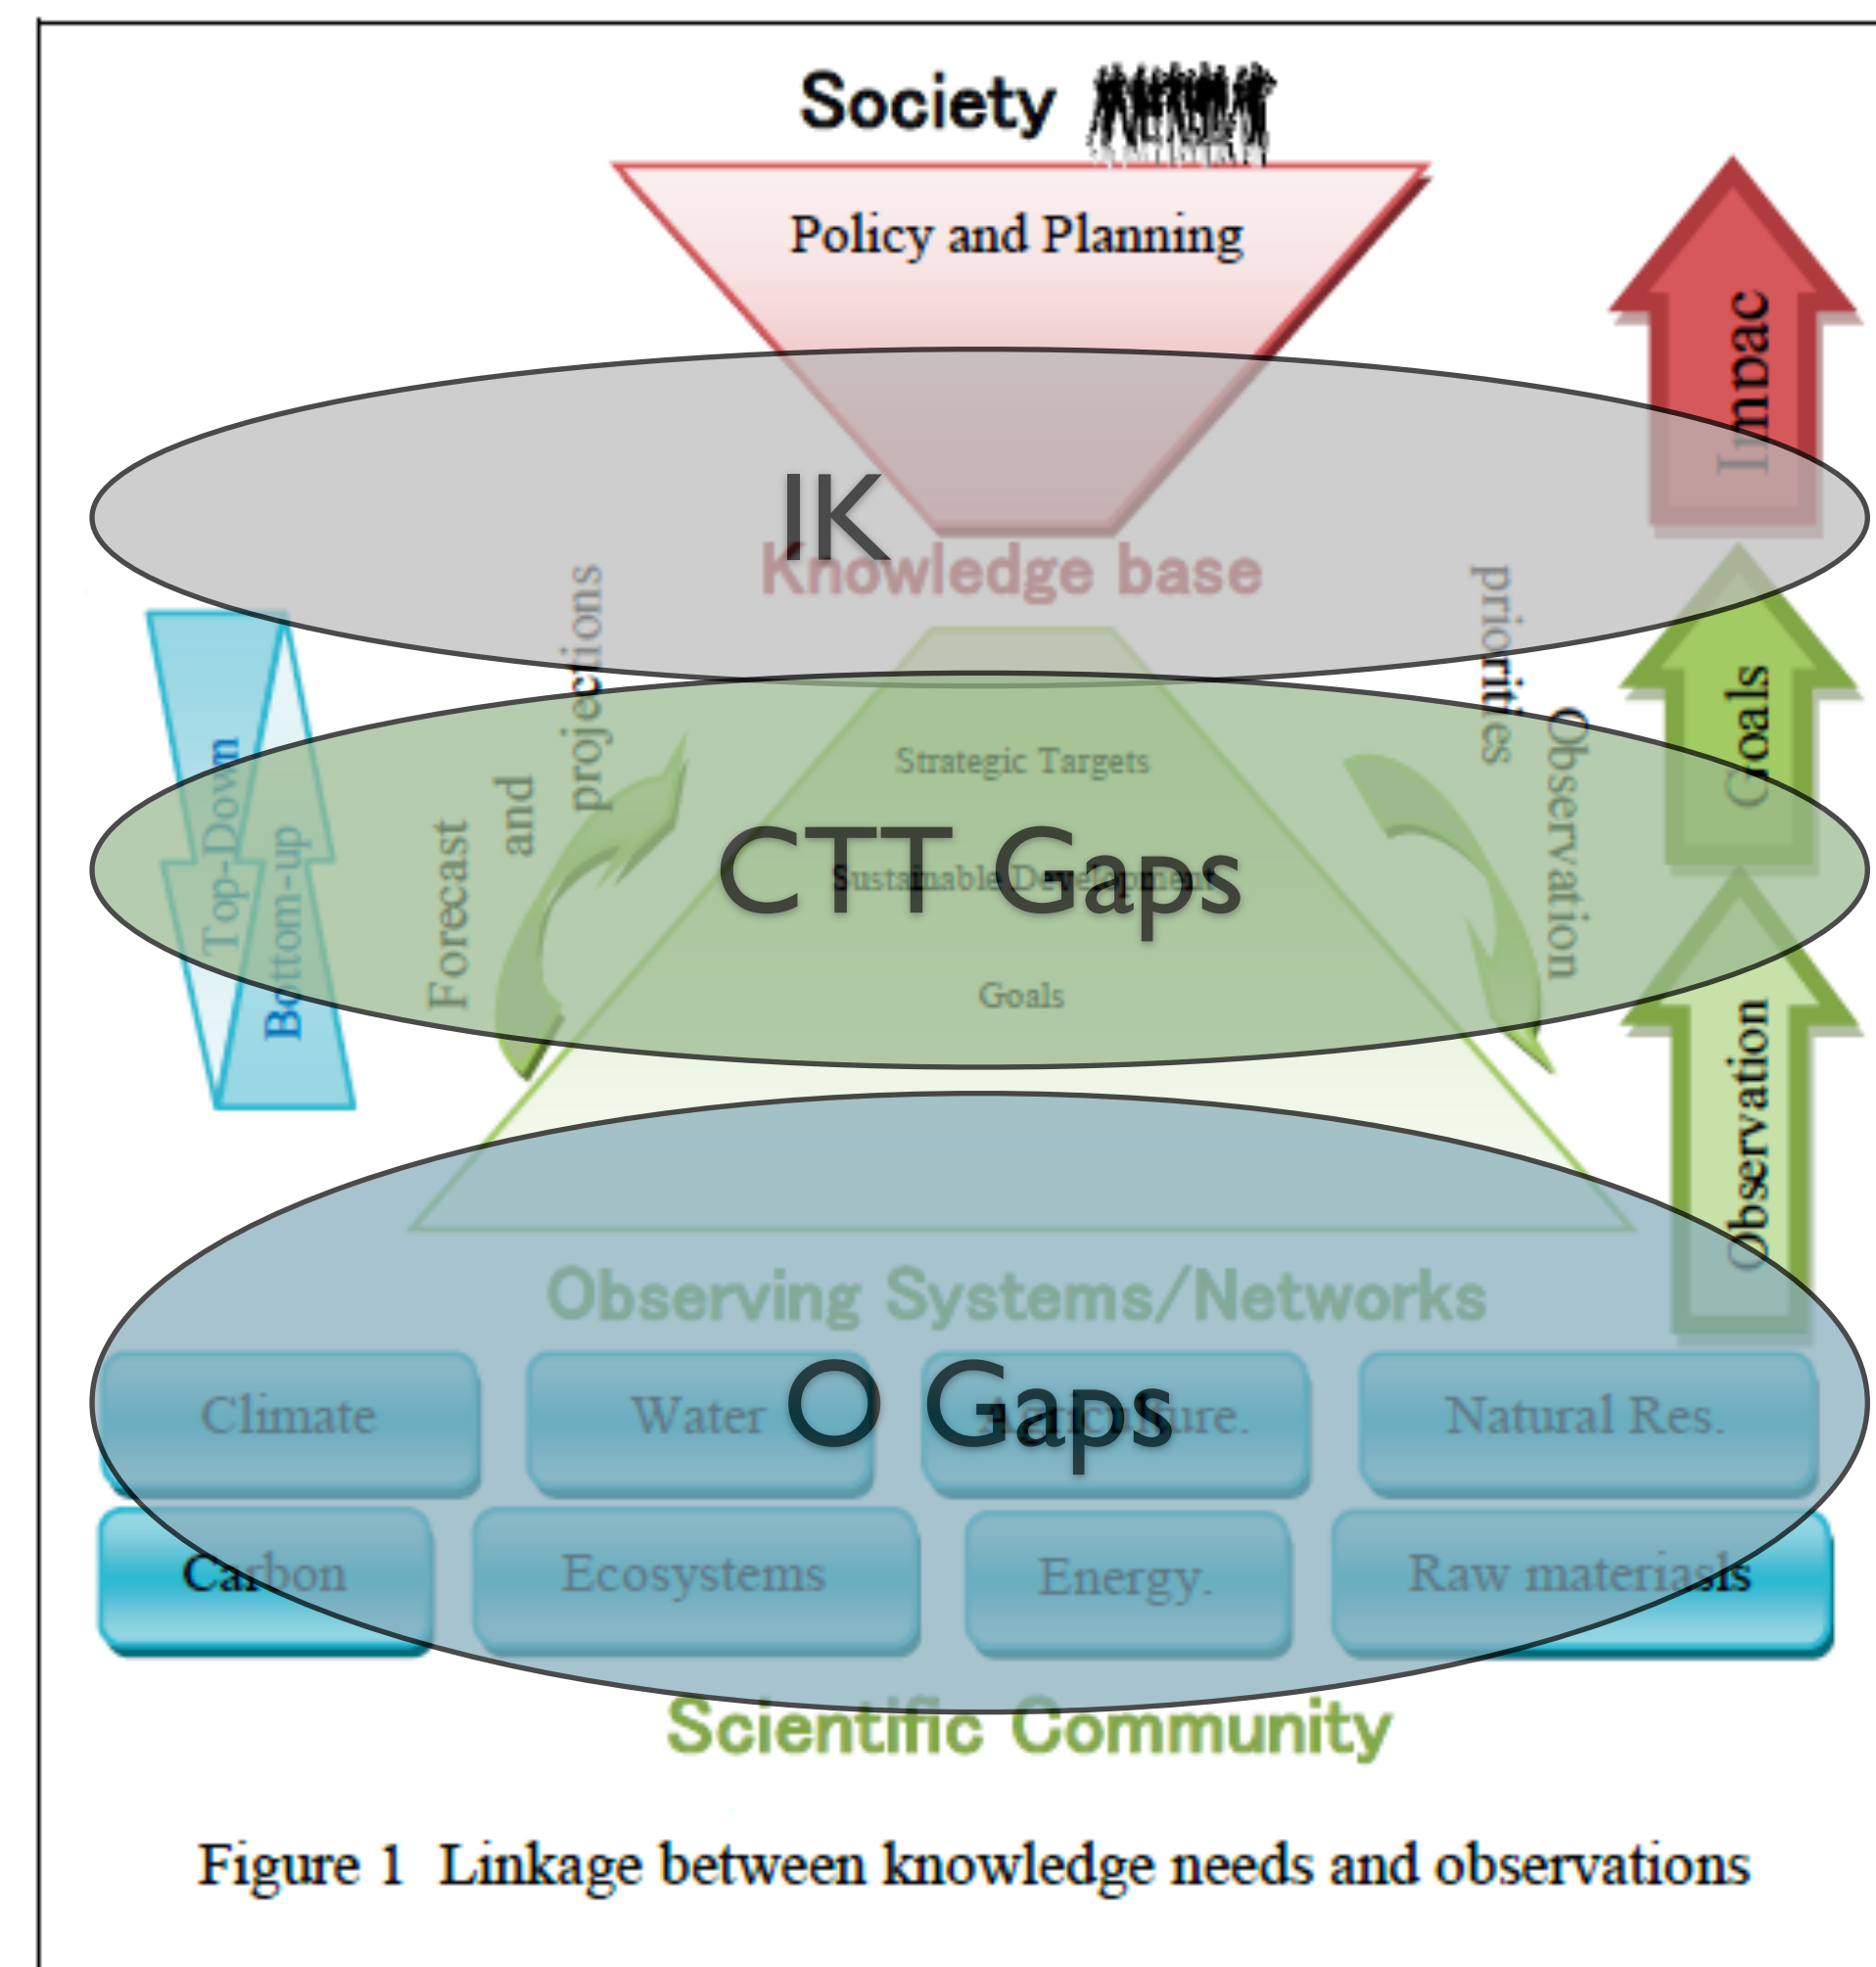 Society
Policy and Planning
Impac
IK
Knowledge base
projections
priorities
Strategic Targets
Goals
Top-Down
and
Observation
CTT Gaps
Sustainable Development
Bottom-up
Forecast
Goals
Observation
Observing Systems/Networks
O Gaps
Climate
Water
Agriculture.
Natural Res.
Carbon
Ecosystems
Energy.
Raw materiasls
Scientific Community
Figure 1 Linkage between knowledge needs and observations